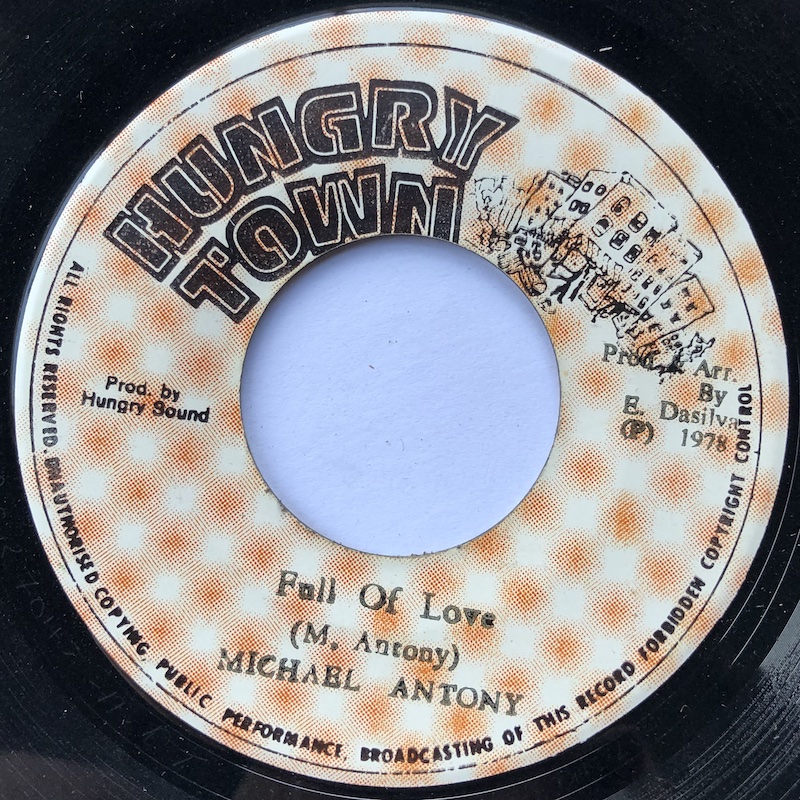 HUNGRY
TOWN
Prod. by
Hungry Sound
Prod. & Arr.
By
E. Dasilva
(P) 1978
Full Of Love
(M. Antony)
MICHAEL ANTONY
ALL RIGHTS RESERVED. UNAUTHORISED COPYING, PUBLIC PERFORMANCE, BROADCASTING OF THIS RECORD FORBIDDEN COPYRIGHT CONTROL